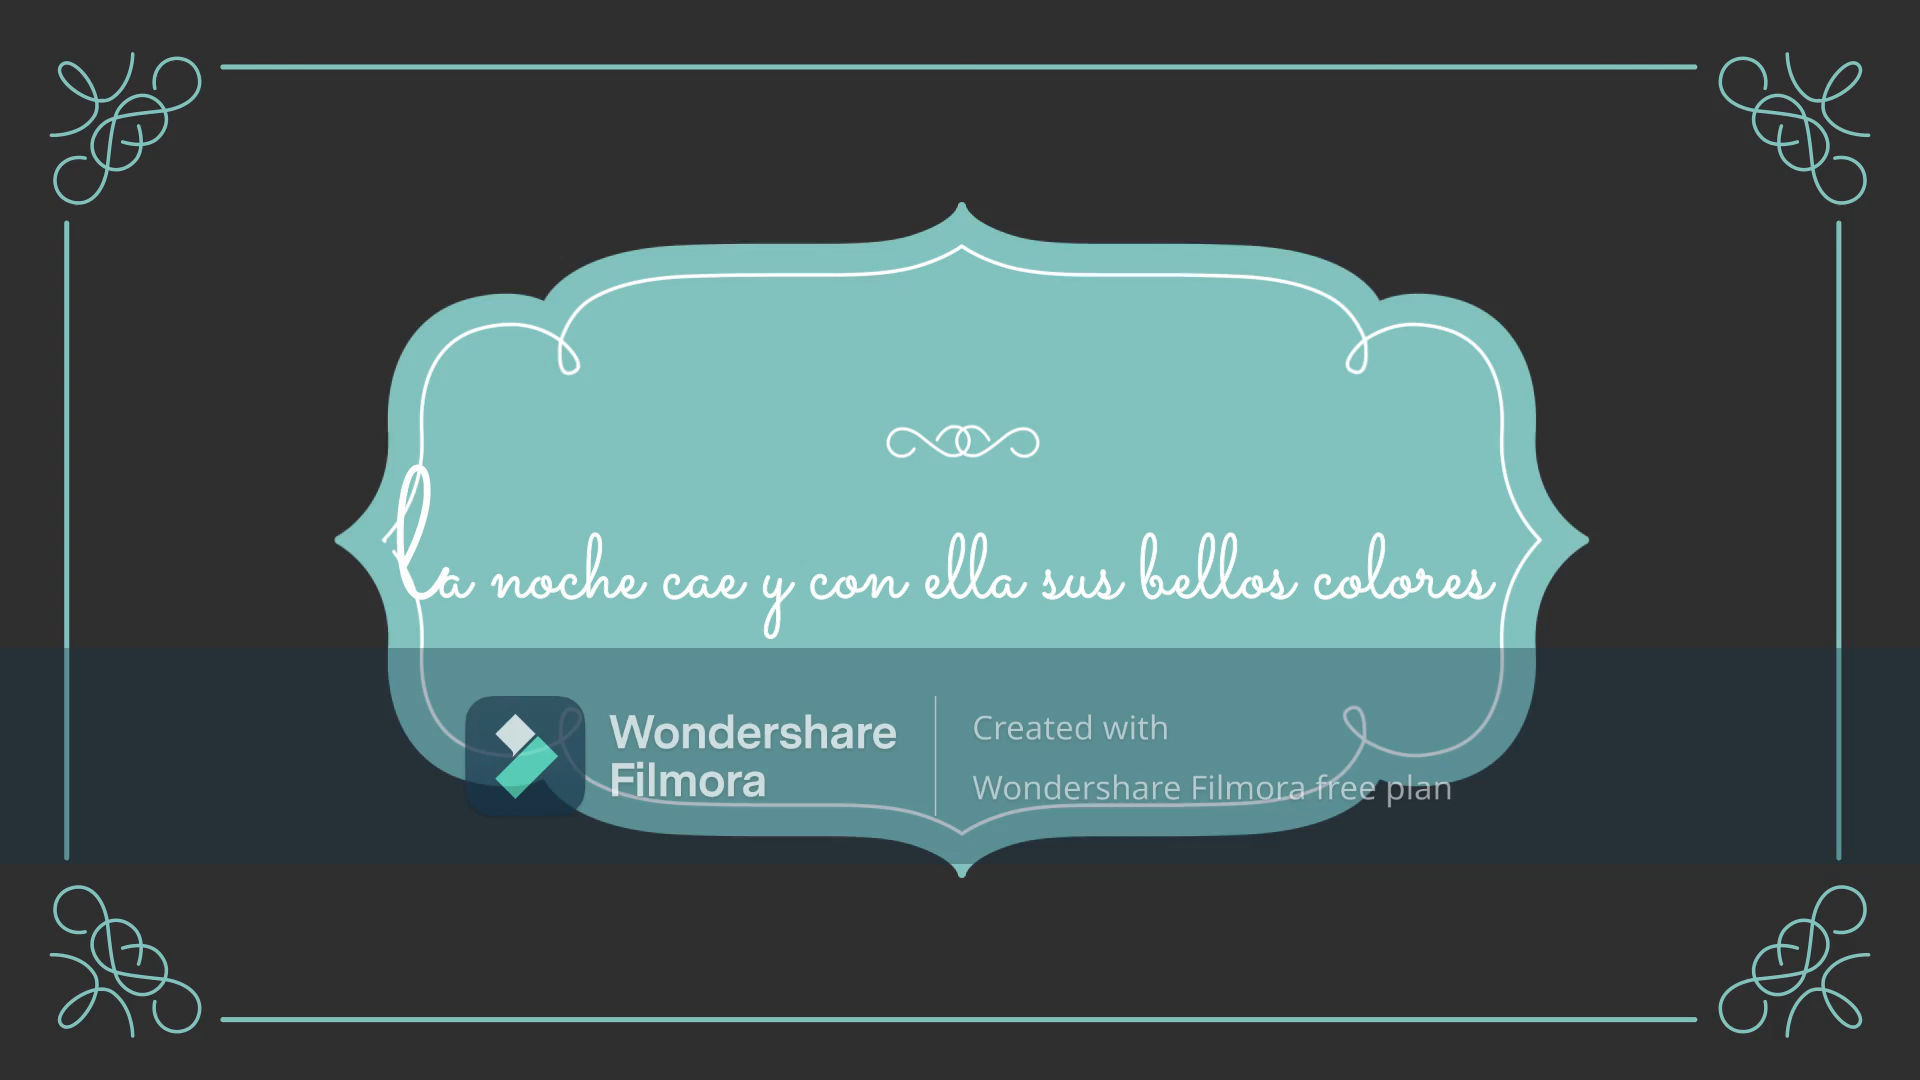 La noche cae y con ella sus bellos colores
Wondershare
Filmora
Created with
Wondershare Filmora free plan